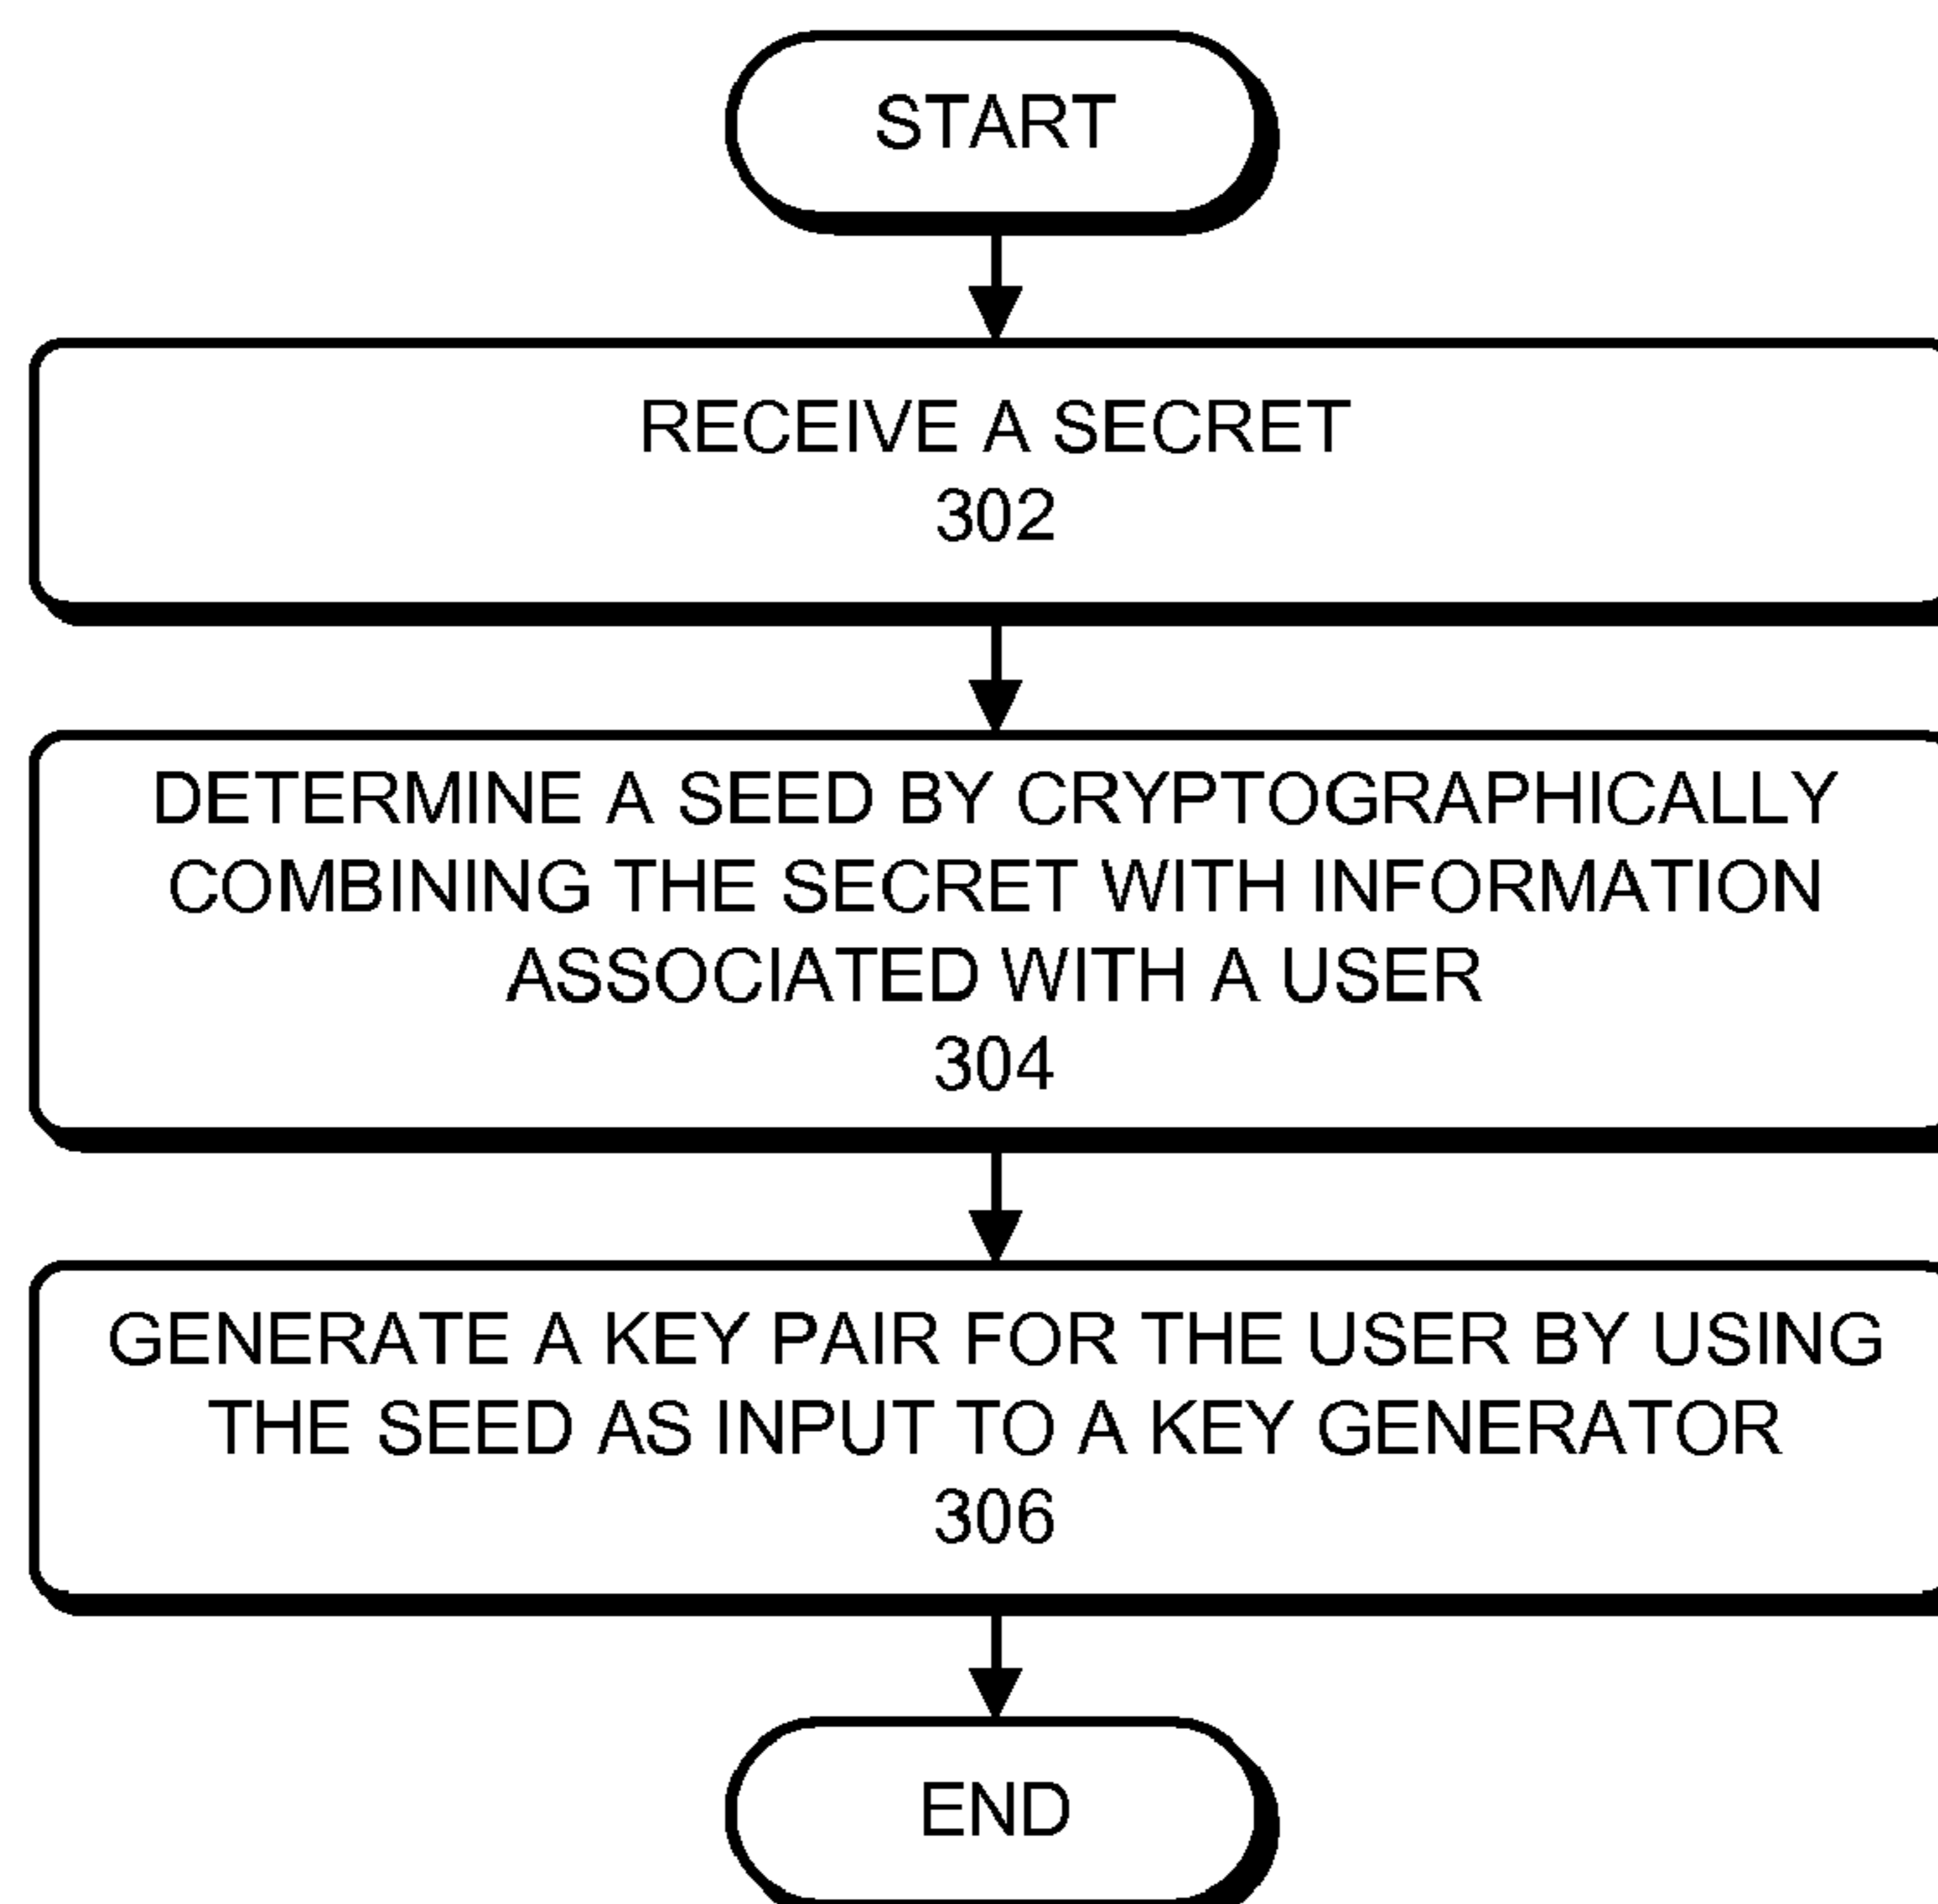 START
RECEIVE A SECRET
302
DETERMINE A SEED BY CRYPTOGRAPHICALLY
COMBINING THE SECRET WITH INFORMATION
ASSOCIATED WITH A USER
304
GENERATE A KEY PAIR FOR THE USER BY USING
THE SEED AS INPUT TO A KEY GENERATOR
306
END